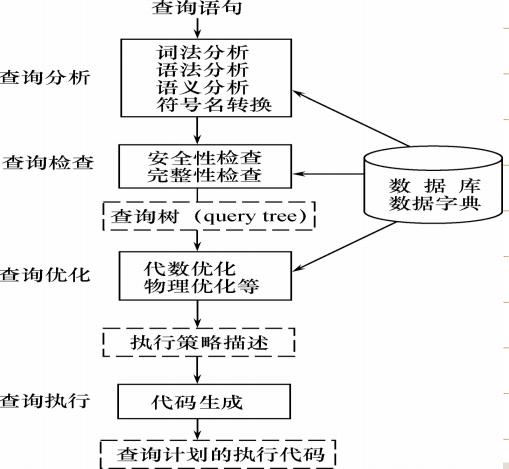 查询语句
词法分析
语法分析
查询分析
语义分析
符号名转换
查询检查
安全性检查
完整性检查
数 据 库
数据字典
查询树（query tree）
查询优化
代数优化
物理优化等
执行策略描述
查询执行
代码生成
查询计划的执行代码